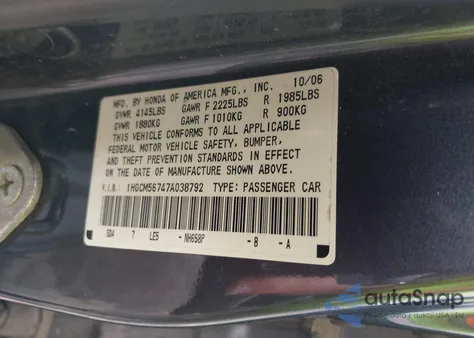 MFD. BY HONDA OF AMERICA MFG., INC. 10/06
GVWR 4145LBS GAWR F 2225LBS R 1985LBS
GVWR 1880KG GAWR F 1010KG R 900KG
THIS VEHICLE CONFORMS TO ALL APPLICABLE
FEDERAL MOTOR VEHICLE SAFETY, BUMPER,
AND THEFT PREVENTION STANDARDS IN EFFECT
ON THE DATE OF MANUFACTURE SHOWN ABOVE.
V.I.N.: 1HGCM56747A038792 TYPE: PASSENGER CAR
SDA 7 LE5 -NH658P -B -A
autaSnap